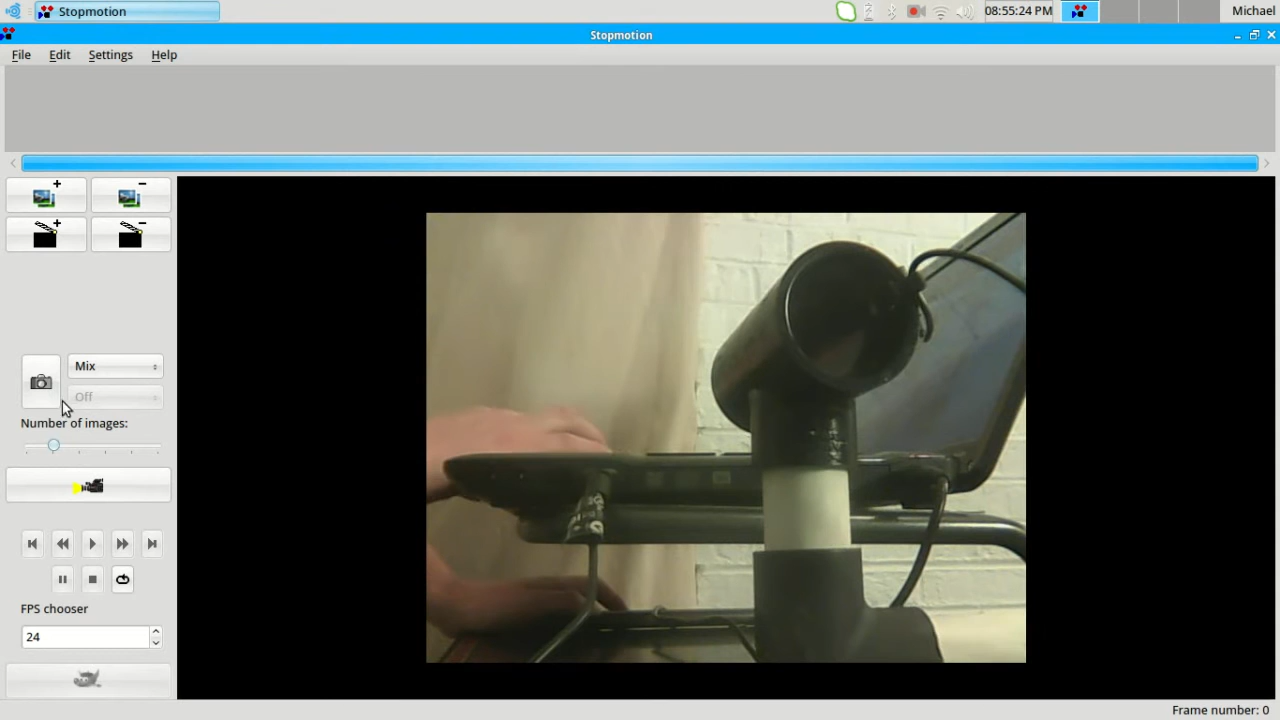 Stopmotion
08:55:24 PM
Michael
Stopmotion
File Edit Settings Help
Mix
Off
Number of images:
FPS chooser
24
Frame number: 0